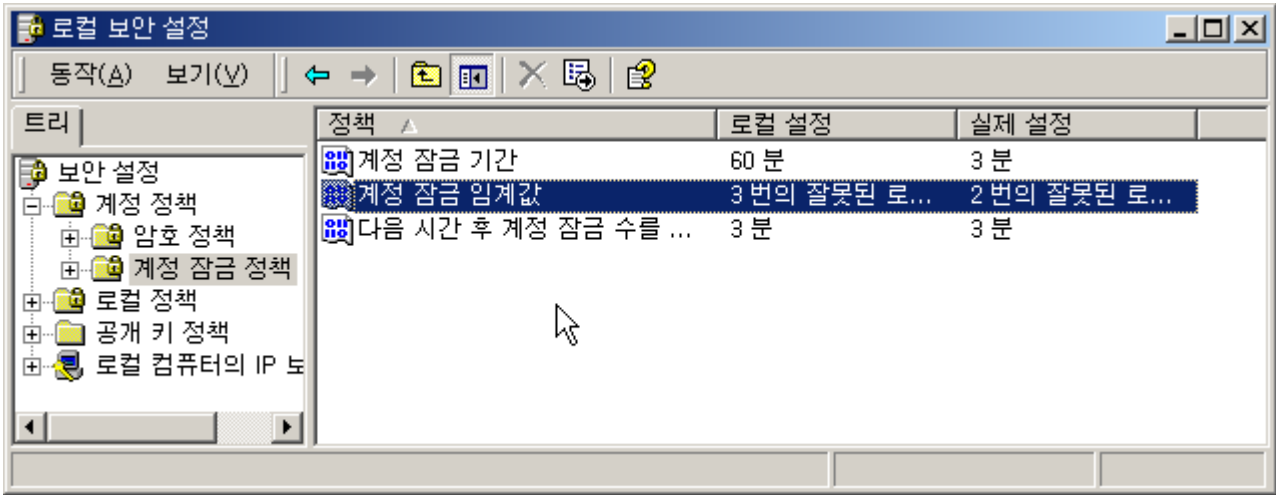 로컬 보안 설정
동작(A) 보기(V)
트리
보안 설정
계정 정책
암호 정책
계정 잠금 정책
로컬 정책
공개 키 정책
로컬 컴퓨터의 IP 보
정책 로컬 설정 실제 설정
계정 잠금 기간 60 분 3 분
계정 잠금 임계값 3 번의 잘못된 로... 2 번의 잘못된 로...
다음 시간 후 계정 잠금 수를 ... 3 분 3 분